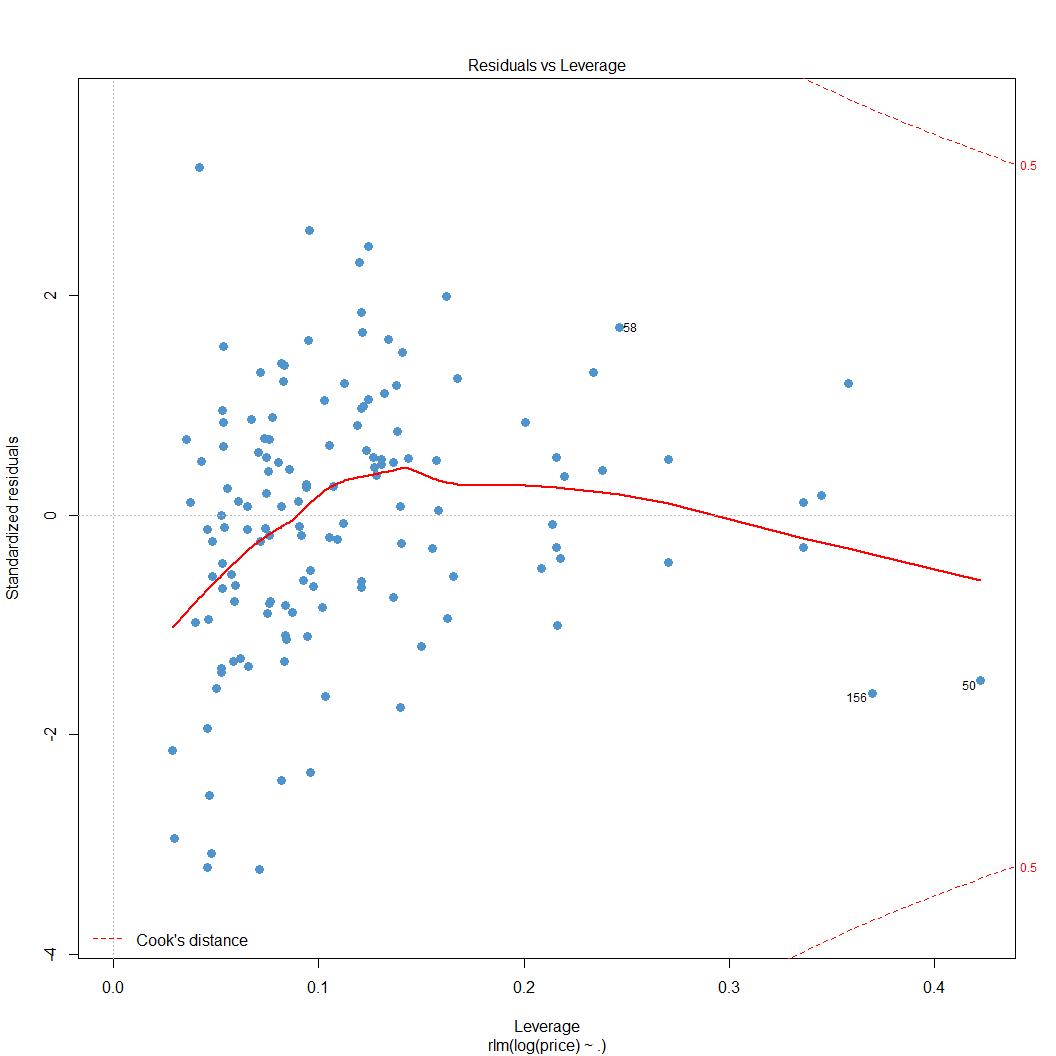 Residuals vs Leverage
Standardized residuals
2
0
-2
-4
0.5
58
156
50
0.5
Cook's distance
0.0 0.1 0.2 0.3 0.4
Leverage
rlm(log(price) ~ .)